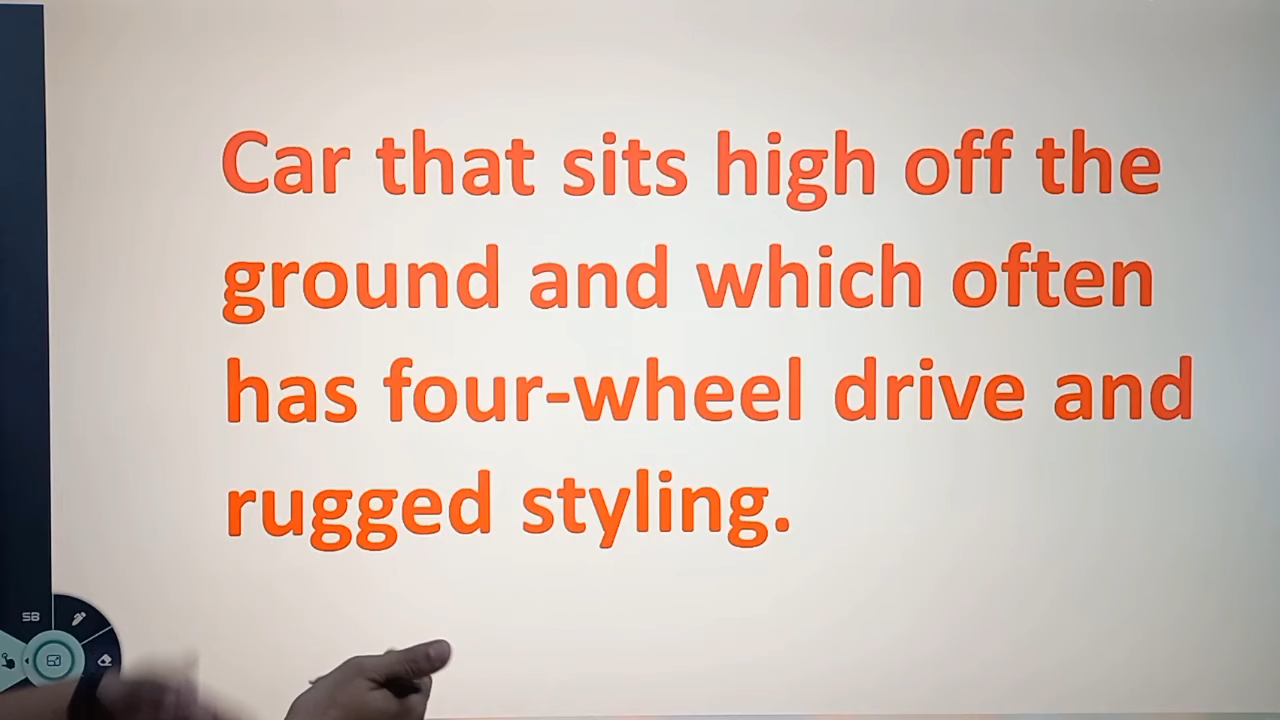 Car that sits high off the
ground and which often
has four-wheel drive and
rugged styling.
SB